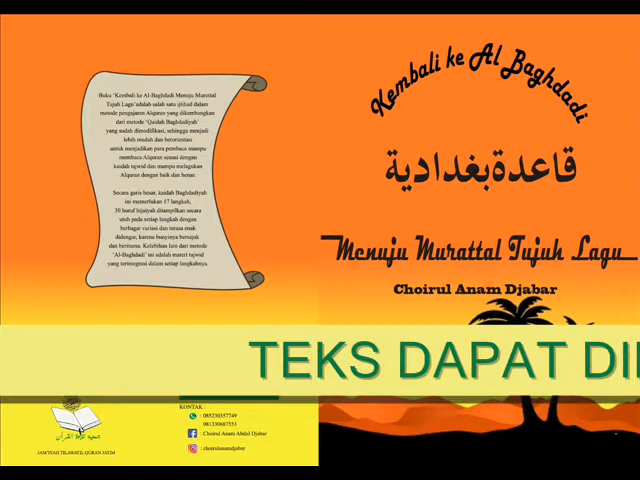 Buku 'Kembali ke Al-Baghdadi Menuju Murottal
Tujuh Lagu'adalah salah satu ijtihad dalam
metode pengajaran Alquran yang dikembangkan
dari metode 'Qaidah Baghdadiyah'
yang sudah dimodifikasi, sehingga menjadi
lebih mudah dan berorientasi
untuk menjadikan para pembaca mampu
membaca Alquran sesuai dengan
kaidah tajwid dan mampu melagukan
Alquran dengan baik dan benar.
Secara garis besar, kaidah Baghdadiyah
ini memerlukan 17 langkah,
30 huruf hijaiyah ditampilkan secara
utuh pada setiap langkah dengan
berbagai variasi dan terasa enak
didengar, karena bunyinya bersajak
dan berirama. Kelebihan lain dari metode
'Al-Baghdadi' ini adalah materi tajwid
yang terintegrasi dalam setiap langkahnya.
Kembali ke Al Baghdadi
قاعدةبغدادية
Menuju Murattal Tujuh Lagu
Choirul Anam Djabar
TEKS DAPAT DI
JAM'IYAH TILAWATIL QURAN JATIM
KONTAK :
: 085230357749
081330687553
: Choirul Anam Abdul Djabar
: choirulanamdjabar